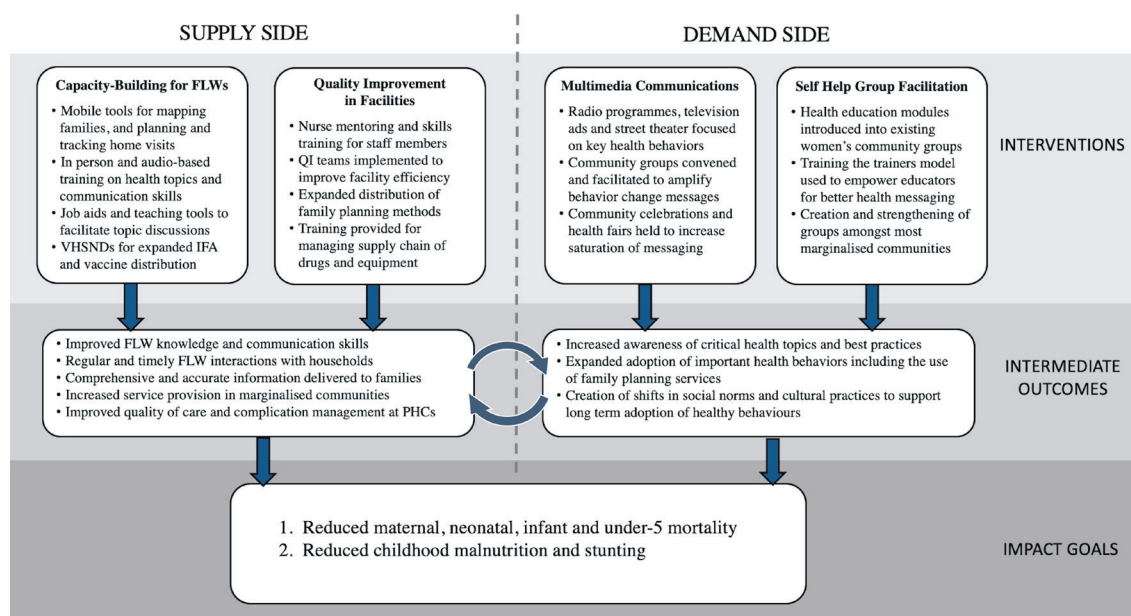 SUPPLY SIDE
DEMAND SIDE
Capacity-Building for FLWs
• Mobile tools for mapping
families, and planning and
tracking home visits
• In person and audio-based
training on health topics and
communication skills
• Job aids and teaching tools to
facilitate topic discussions
• VHSNDs for expanded IFA
and vaccine distribution
Quality Improvement
in Facilities
• Nurse mentoring and skills
training for staff members
• QI teams implemented to
improve facility efficiency
• Expanded distribution of
family planning methods
• Training provided for
managing supply chain of
drugs and equipment
Multimedia Communications
• Radio programmes, television
ads and street theater focused
on key health behaviors
• Community groups convened
and facilitated to amplify
behavior change messages
• Community celebrations and
health fairs held to increase
saturation of messaging
Self Help Group Facilitation
• Health education modules
introduced into existing
women's community groups
• Training the trainers model
used to empower educators
for better health messaging
• Creation and strengthening of
groups amongst most
marginalised communities
INTERVENTIONS
• Improved FLW knowledge and communication skills
• Regular and timely FLW interactions with households
• Comprehensive and accurate information delivered to families
• Increased service provision in marginalised communities
• Improved quality of care and complication management at PHCs
• Increased awareness of critical health topics and best practices
• Expanded adoption of important health behaviors including the use
of family planning services
• Creation of shifts in social norms and cultural practices to support
long term adoption of healthy behaviours
INTERMEDIATE
OUTCOMES
1. Reduced maternal, neonatal, infant and under-5 mortality
2. Reduced childhood malnutrition and stunting
IMPACT GOALS